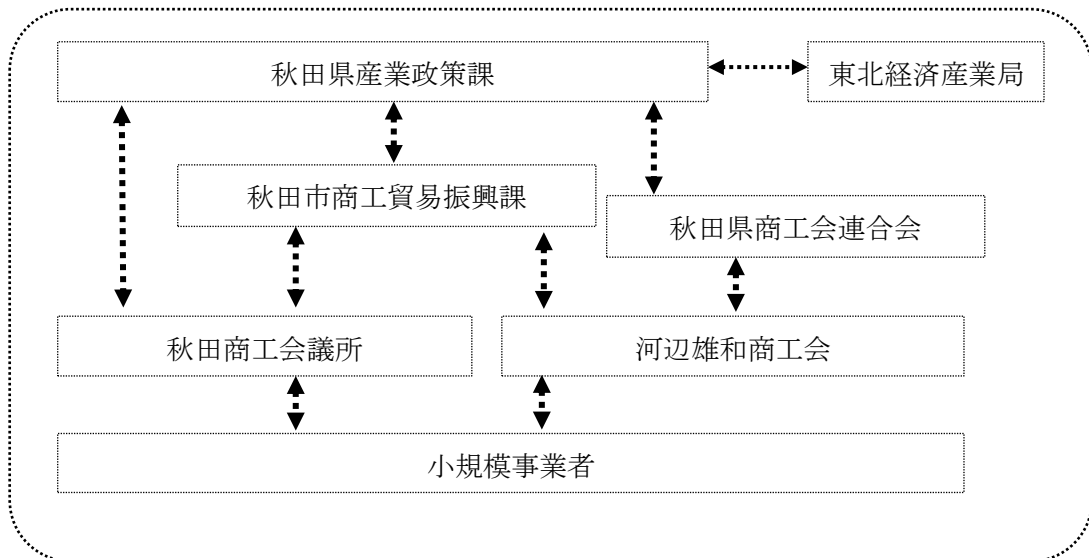 秋田県産業政策課
東北経済産業局
秋田市商工貿易振興課
秋田県商工会連合会
秋田商工会議所
河辺雄和商工会
小規模事業者